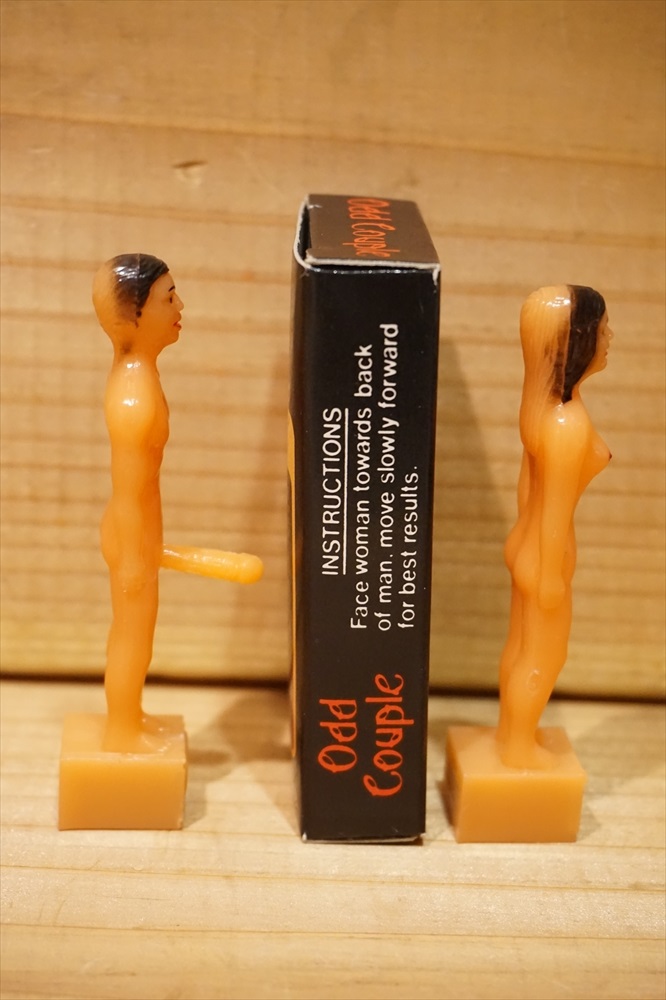 Odd Couple
INSTRUCTIONS
Face woman towards back
of man. move slowly forward
for best results.
Odd
Couple